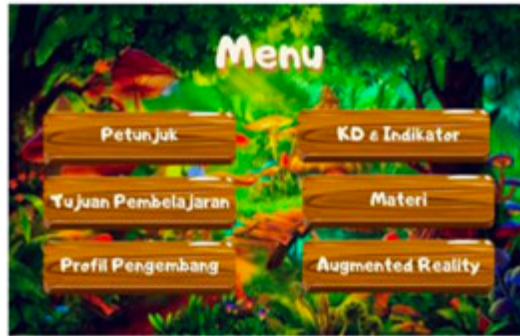 Menu
Petunjuk
KD & Indikator
Tujuan Pembelajaran
Materi
Profil Pengembang
Augmented Reality